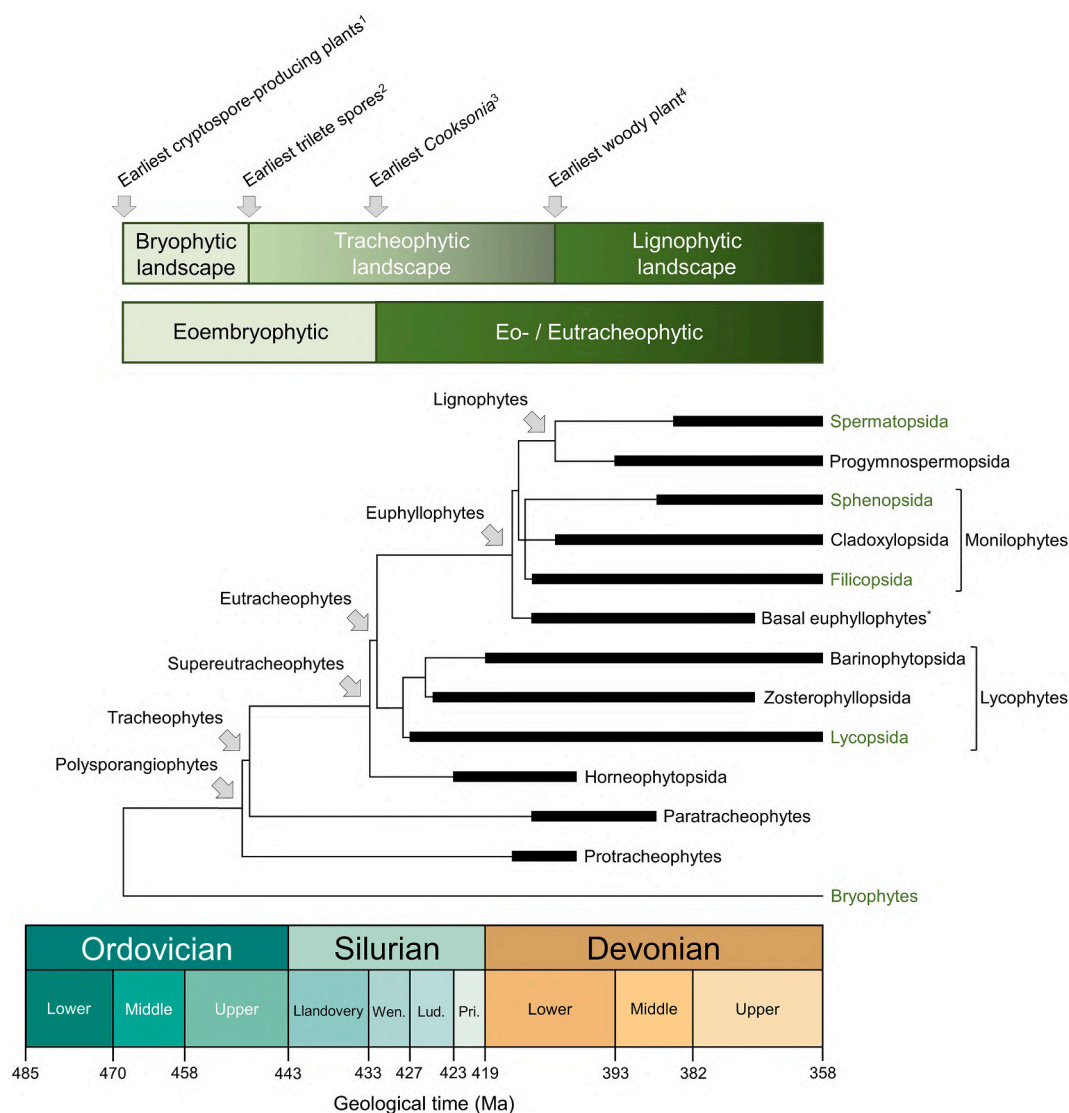 Earliest cryptospore-producing plants1
Earliest trilete spores2
Earliest Cooksonia3
Earliest woody plant4
Bryophytic
landscape
Tracheophytic
landscape
Lignophytic
landscape
Eoembryophytic
Eo- / Eutracheophytic
Lignophytes
Spermatopsida
Progymnospermopsida
Euphyllophytes
Sphenopsida
Cladoxylopsida
Monilophytes
Filicopsida
Eutracheophytes
Basal euphyllophytes*
Supereutracheophytes
Barinophytopsida
Zosterophyllopsida
Lycophytes
Tracheophytes
Lycopsida
Polysporangiophytes
Horneophytopsida
Paratracheophytes
Protracheophytes
Bryophytes
Ordovician Silurian Devonian
Lower Middle Upper Llandovery Wen. Lud. Pri. Lower Middle Upper
485 470 458 443 433 427 423 419 393 382 358
Geological time (Ma)